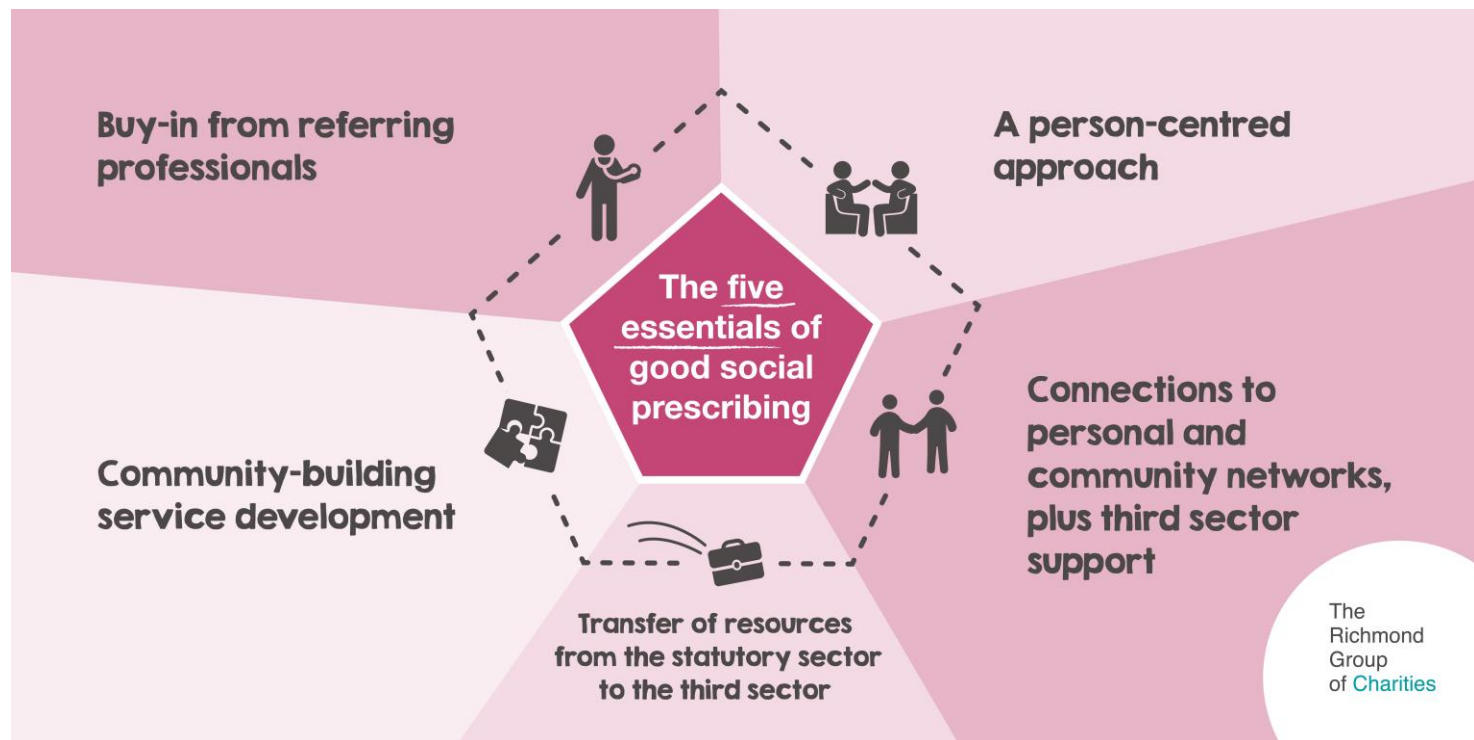 Buy-in from referring
professionals
A person-centred
approach
The five
essentials of
good social
prescribing
Connections to
personal and
community networks,
plus third sector
support
Community-building
service development
Transfer of resources
from the statutory sector
to the third sector
The
Richmond
Group
of Charities